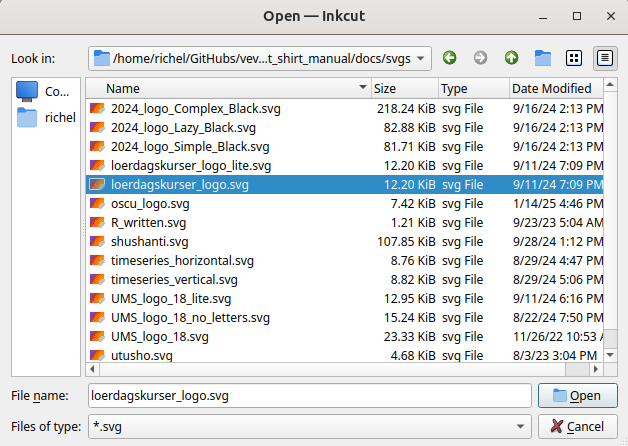 Open — Inkcut
Look in: /home/richel/GitHubs/vev...t_shirt_manual/docs/svgs
Co...
richel
Name Size Type Date Modified
2024_logo_Complex_Black.svg 218.24 KiB svg File 9/16/24 2:13 PM
2024_logo_Lazy_Black.svg 82.88 KiB svg File 9/16/24 2:13 PM
2024_logo_Simple_Black.svg 81.71 KiB svg File 9/16/24 2:13 PM
loerdagskurser_logo_lite.svg 12.20 KiB svg File 9/11/24 7:09 PM
loerdagskurser_logo.svg 12.20 KiB svg File 9/11/24 7:09 PM
oscu_logo.svg 7.42 KiB svg File 1/14/25 4:46 PM
R_written.svg 1.21 KiB svg File 9/23/23 5:04 AM
shushanti.svg 107.85 KiB svg File 9/28/24 1:12 PM
timeseries_horizontal.svg 8.76 KiB svg File 8/29/24 4:47 PM
timeseries_vertical.svg 8.82 KiB svg File 8/29/24 5:06 PM
UMS_logo_18_lite.svg 12.95 KiB svg File 9/11/24 6:16 PM
UMS_logo_18_no_letters.svg 15.24 KiB svg File 8/22/24 7:50 PM
UMS_logo_18.svg 23.33 KiB svg File 11/26/22 10:53 A
utusho.svg 4.68 KiB svg File 8/3/23 3:04 PM
File name: loerdagskurser_logo.svg Open
Files of type: *.svg Cancel